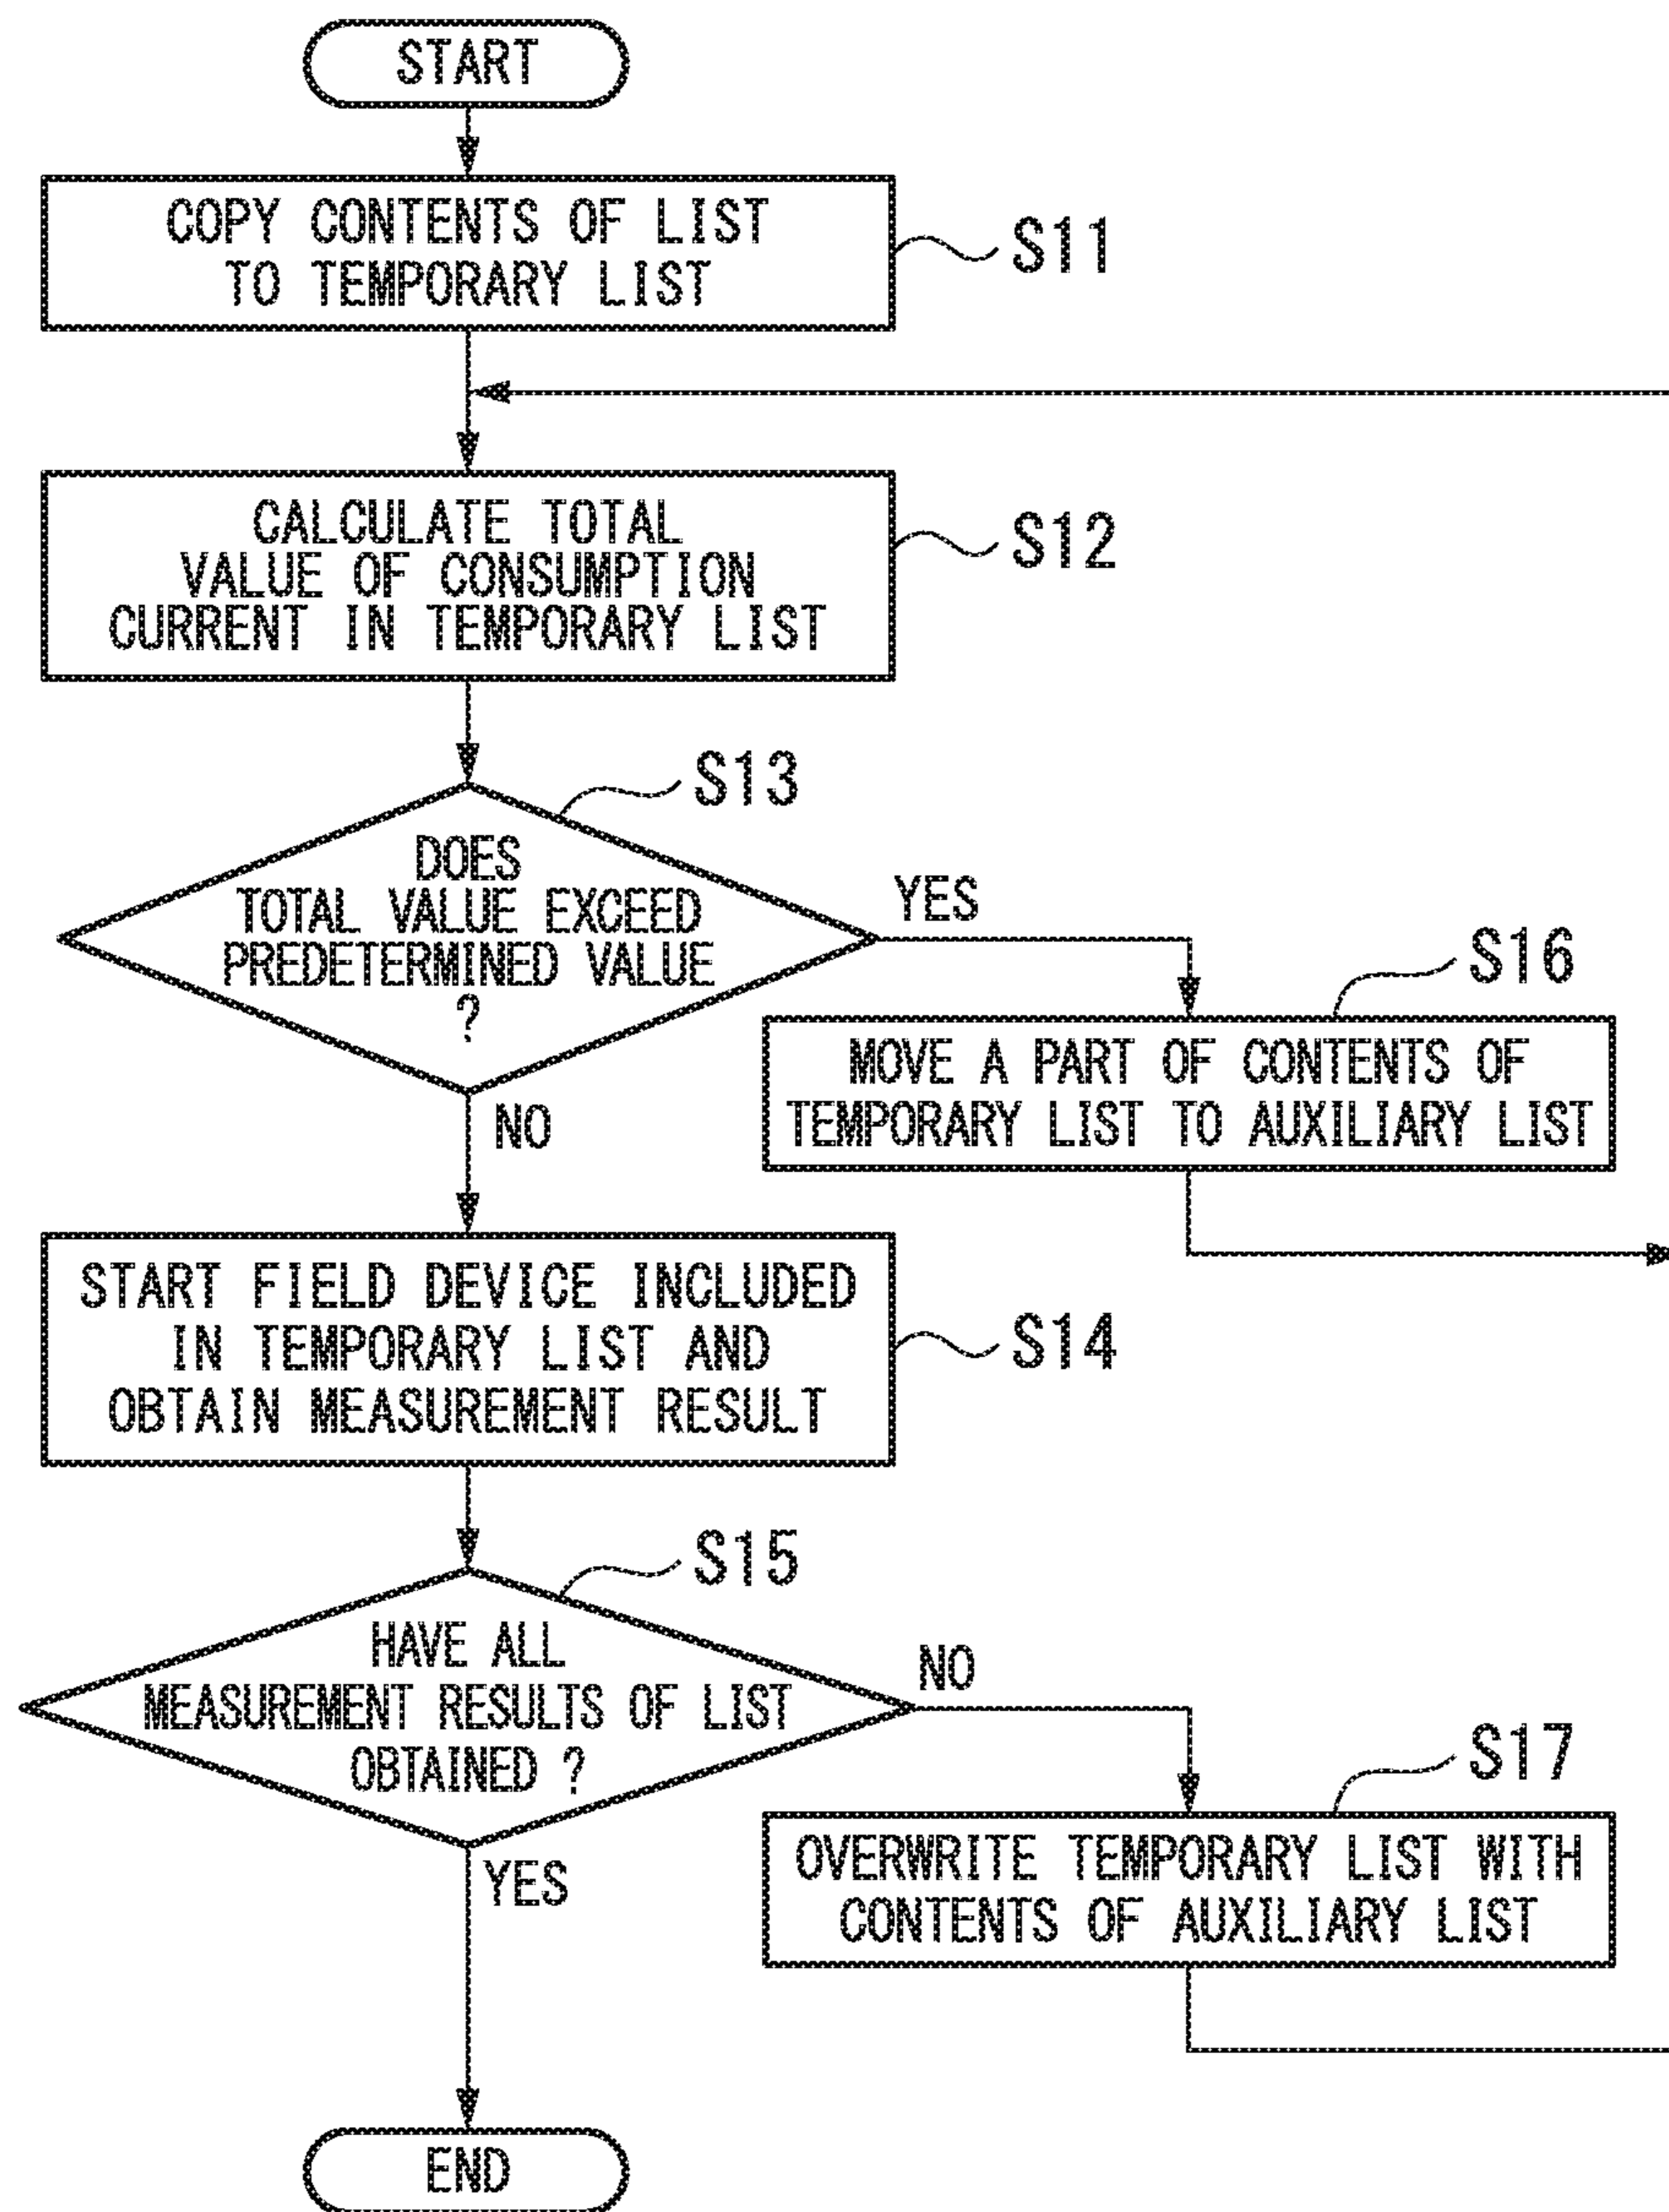 START
COPY CONTENTS OF LIST
TO TEMPORARY LIST
S11
CALCULATE TOTAL
VALUE OF CONSUMPTION
CURRENT IN TEMPORARY LIST
S12
S13
DOES
TOTAL VALUE EXCEED
PREDETERMINED VALUE
?
YES
NO
S16
MOVE A PART OF CONTENTS OF
TEMPORARY LIST TO AUXILIARY LIST
START FIELD DEVICE INCLUDED
IN TEMPORARY LIST AND
OBTAIN MEASUREMENT RESULT
S14
S15
HAVE ALL
MEASUREMENT RESULTS OF LIST
OBTAINED ?
NO
YES
S17
OVERWRITE TEMPORARY LIST WITH
CONTENTS OF AUXILIARY LIST
END